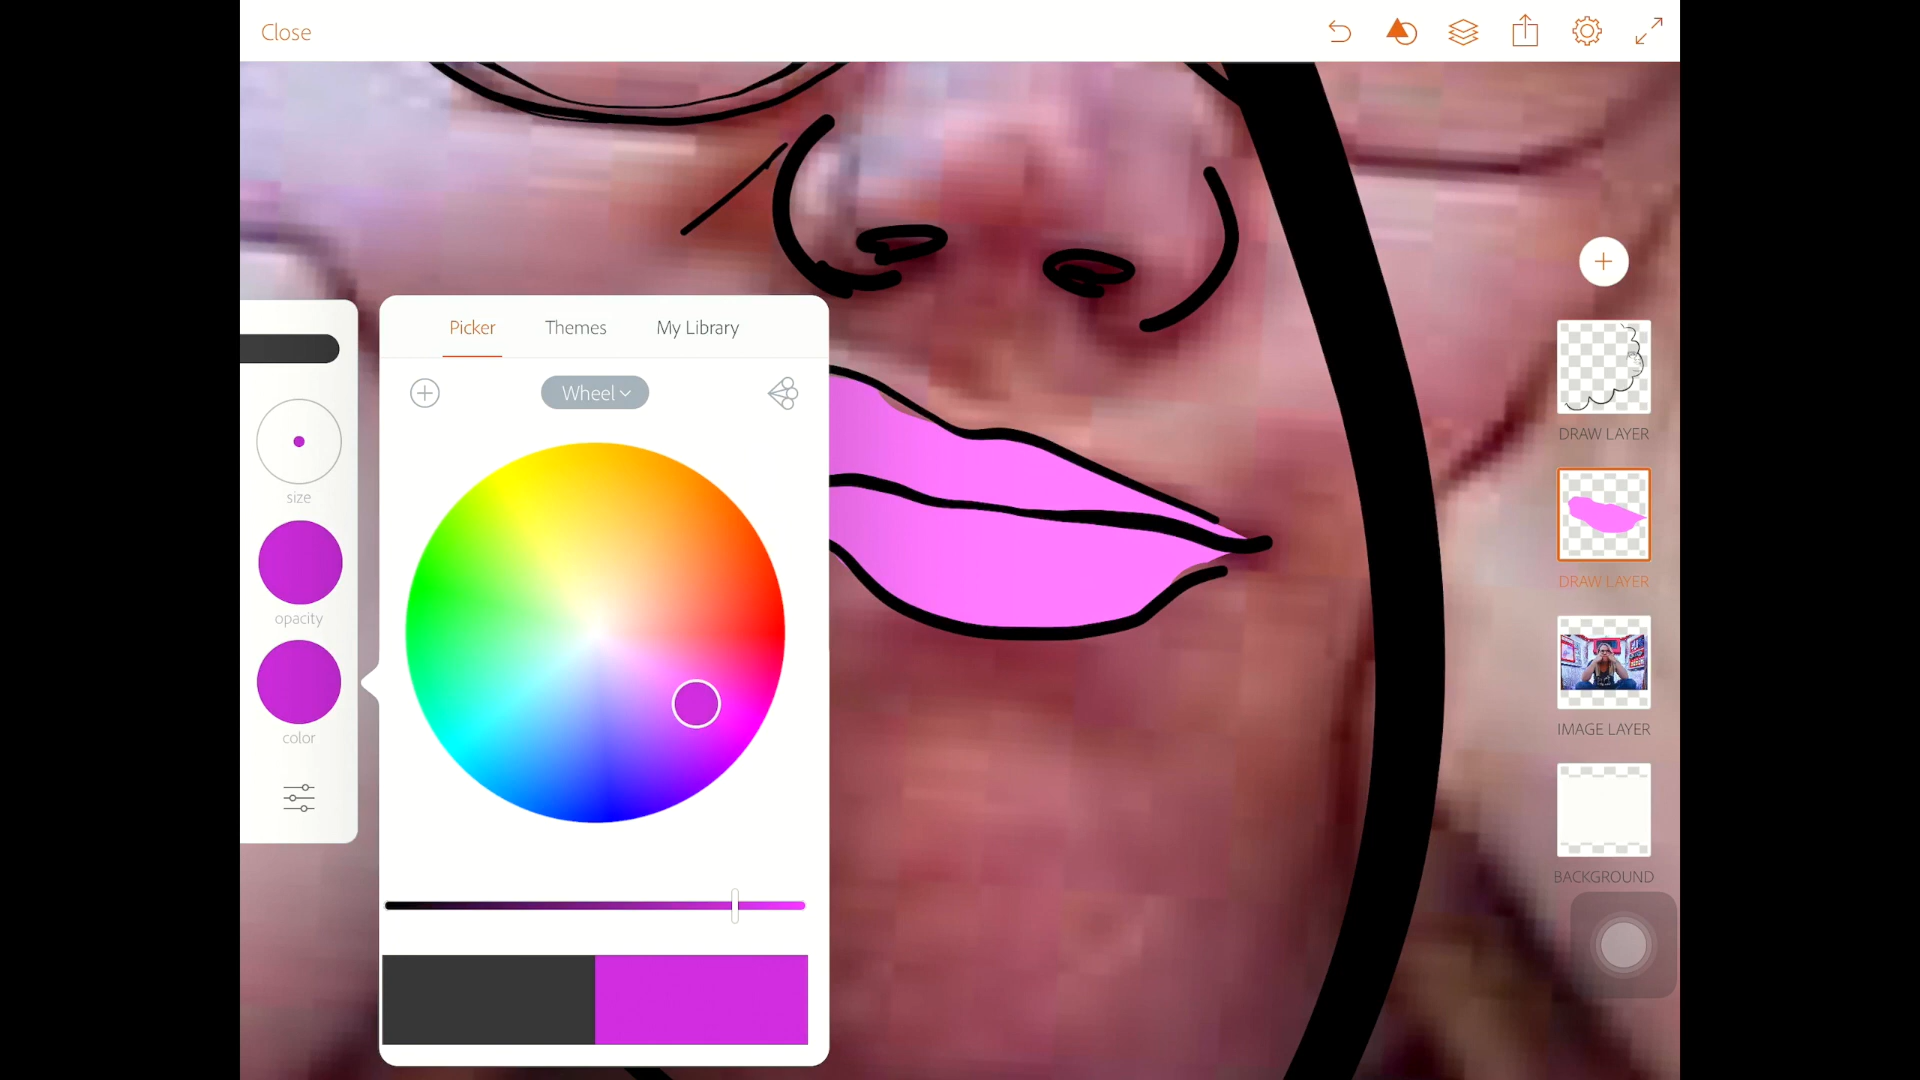 Close
Picker Themes My Library
Wheel
size
opacity
color
DRAW LAYER
DRAW LAYER
IMAGE LAYER
BACKGROUND